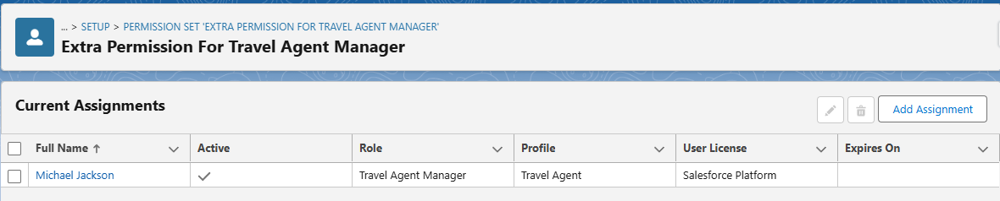 ... > SETUP > PERMISSION SET 'EXTRA PERMISSION FOR TRAVEL AGENT MANAGER'
Extra Permission For Travel Agent Manager
Current Assignments
Add Assignment
Full Name ↑ Active Role Profile User License Expires On
Michael Jackson ✓ Travel Agent Manager Travel Agent Salesforce Platform